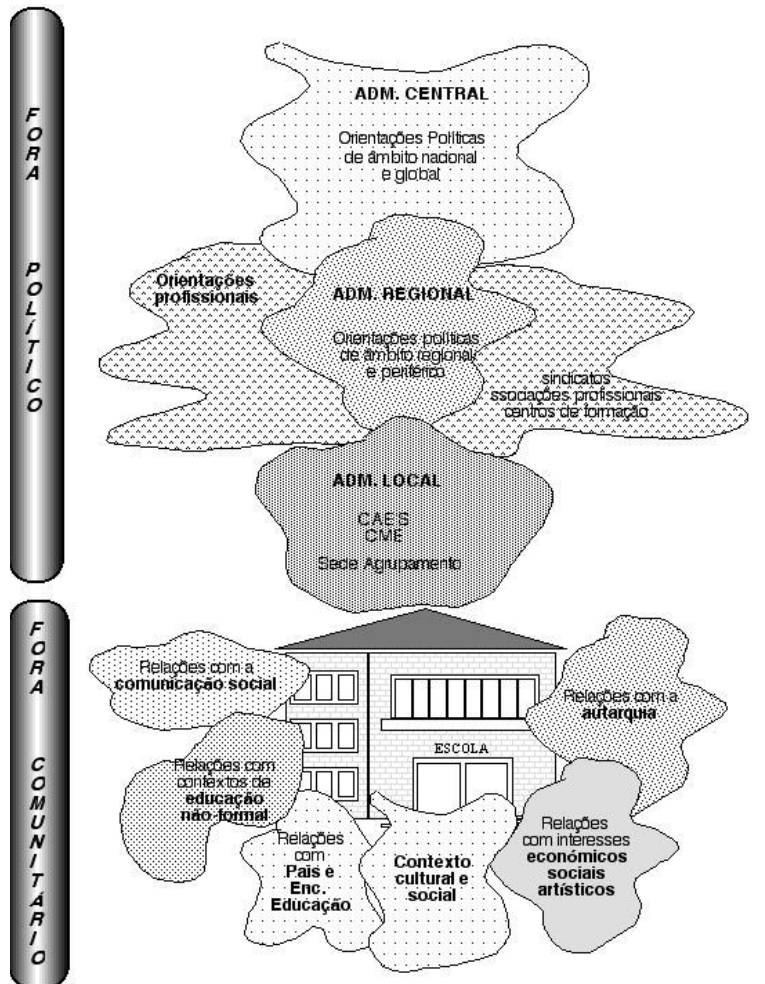 FORA POLÍTICO
ADM. CENTRAL
Orientações Políticas
de âmbito nacional
e global
Orientações
profissionais
ADM. REGIONAL
Orientações políticas
de âmbito regional
e periférico
sindicatos
ssociações profissionais
centros de formação
ADM. LOCAL
CAE'S
CME
Sede Agrupamento
FORA COMUNITÁRIO
Relações com a
comunicação social
Relações com a
autarquia
ESCOLA
Relações com
contextos de
educação
não-formal
Relações
com
Pais e
Enc.
Educação
Contexto
cultural e
social
Relações
com interesses
económicos
sociais
artísticos